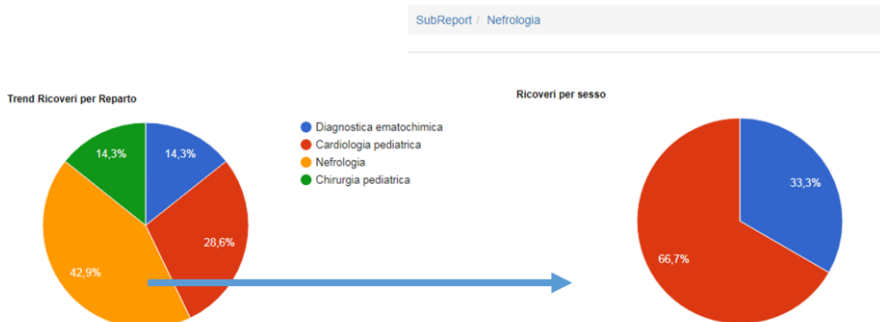 SubReport / Nefrologia
Trend Ricoveri per Reparto
14,3%
14,3%
28,6%
42,9%
Diagnostica ematochimica
Cardiologia pediatrica
Nefrologia
Chirurgia pediatrica
Ricoveri per sesso
33,3%
66,7%